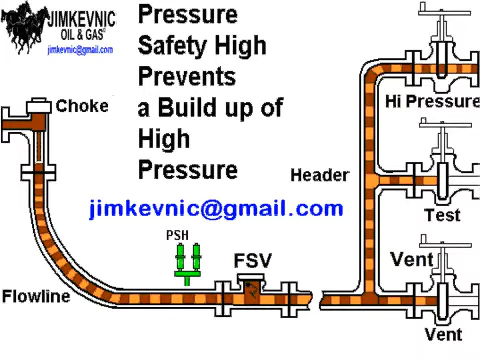 JIMKEVNIC
OIL & GAS
jimkevnic@gmail.com
Pressure
Safety High
Prevents
a Build up of
High
Pressure
Choke
Hi Pressure
Header
jimkevnic@gmail.com
Test
PSH
FSV
Vent
Flowline
Vent